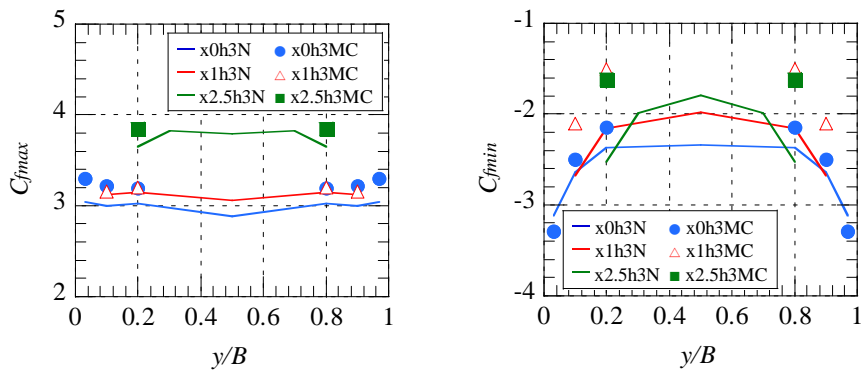 5
4
3
2
C_fmax
x0h3N x0h3MC
x1h3N x1h3MC
x2.5h3N x2.5h3MC
0 0.2 0.4 0.6 0.8 1
y/B
-1
-2
-3
-4
C_fmin
x0h3N x0h3MC
x1h3N x1h3MC
x2.5h3N x2.5h3MC
0 0.2 0.4 0.6 0.8 1
y/B